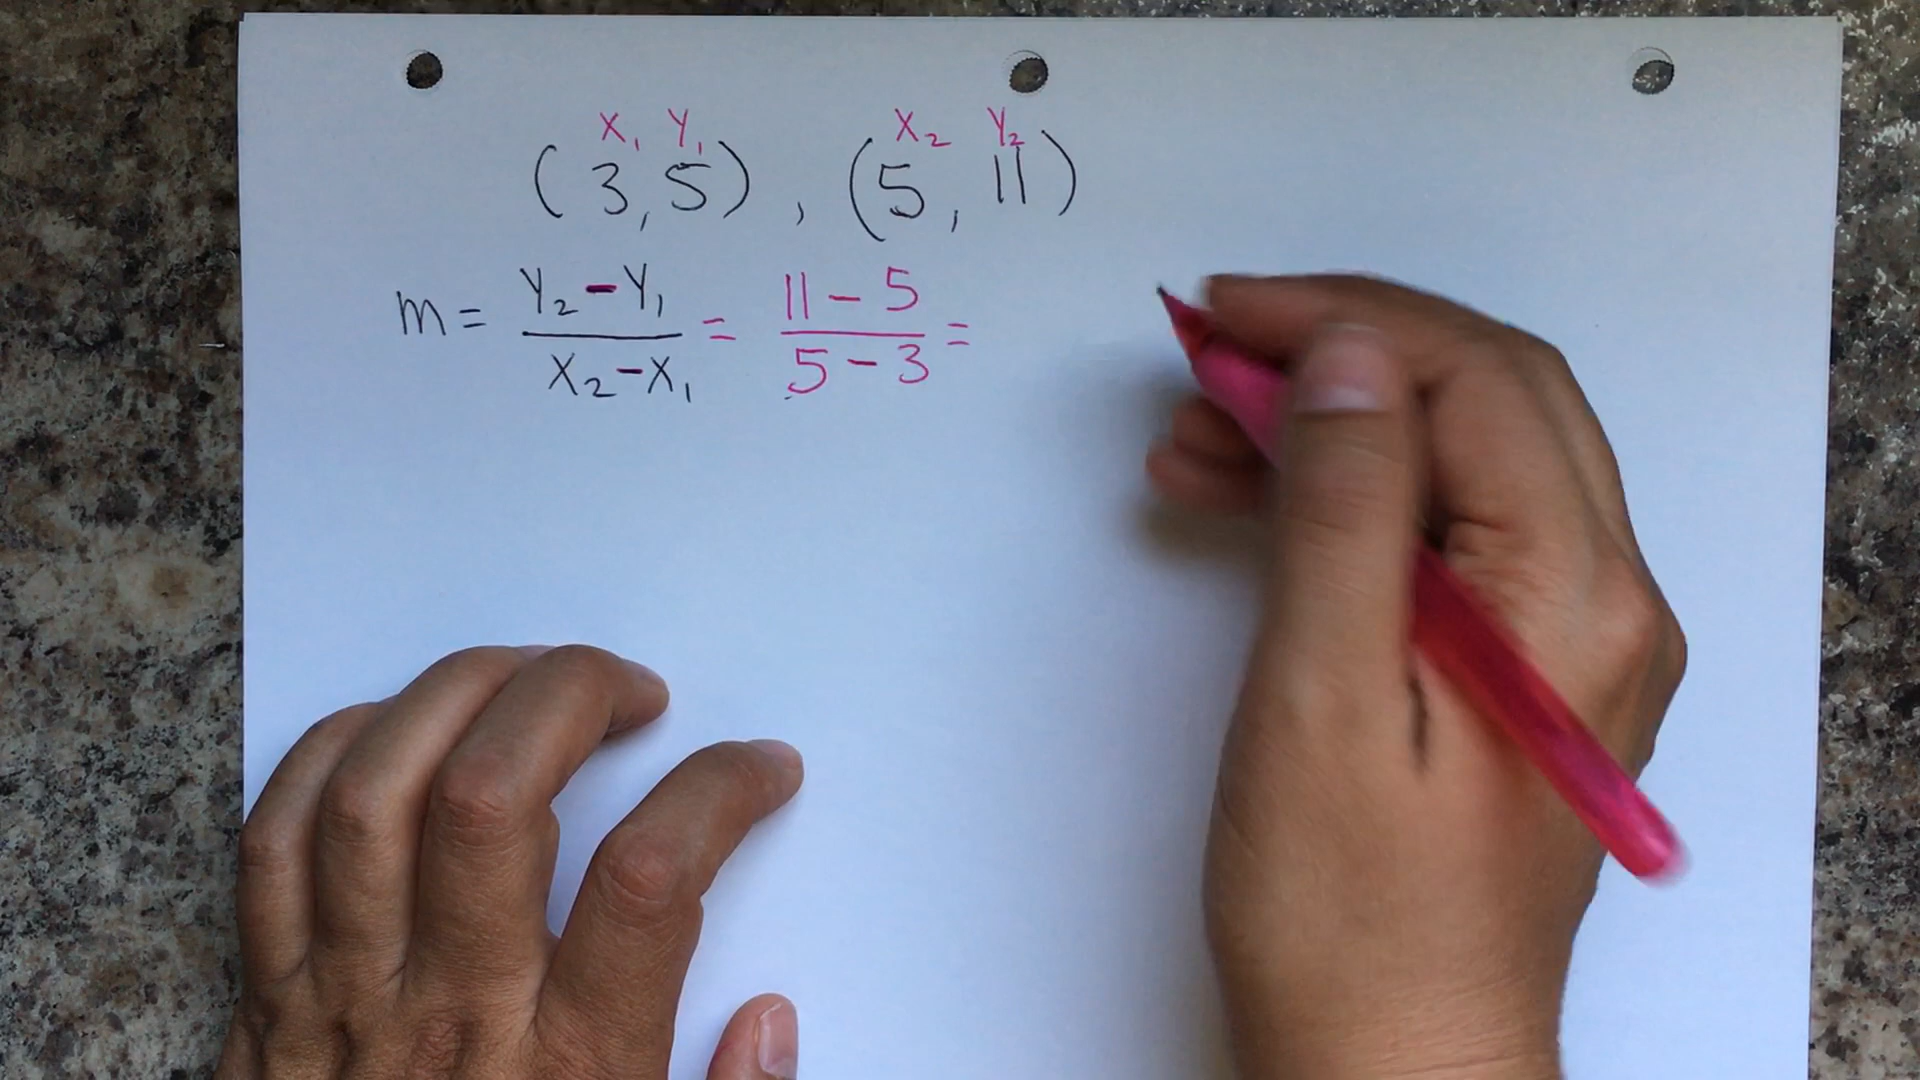 x₁ y₁ x₂ y₂
(3,5) , (5, 11)
m = y₂-y₁/x₂-x₁ = 11-5/5-3 =